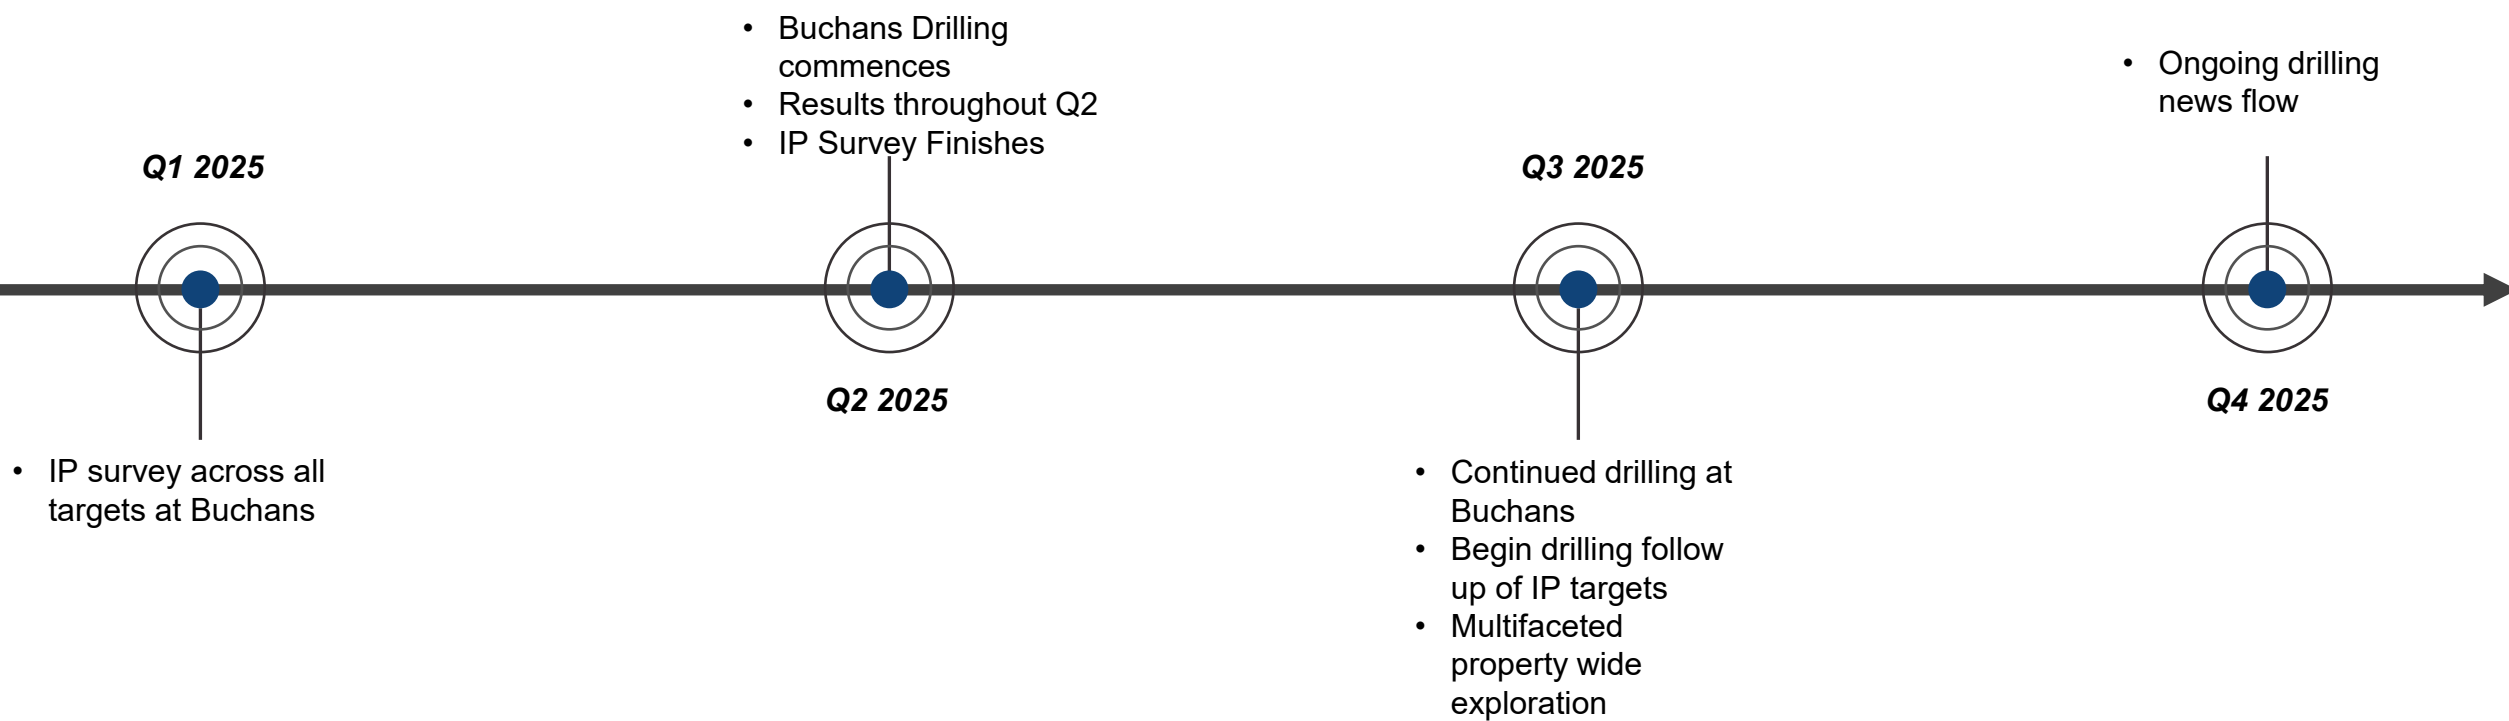 Q1 2025
• IP survey across all
targets at Buchans
• Buchans Drilling
commences
• Results throughout Q2
• IP Survey Finishes
Q2 2025
Q3 2025
• Continued drilling at
Buchans
• Begin drilling follow
up of IP targets
• Multifaceted
property wide
exploration
• Ongoing drilling
news flow
Q4 2025